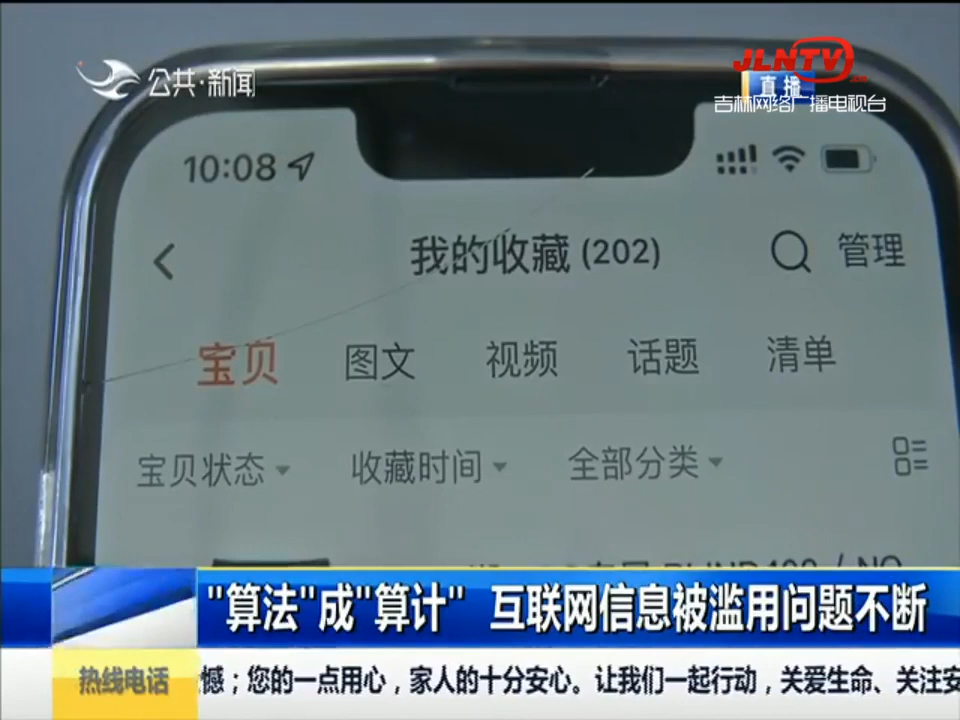 公共·新闻
JLNTV
直播
吉林网络广播电视台
10:08
我的收藏 (202)
管理
宝贝 图文 视频 话题 清单
宝贝状态 收藏时间 全部分类
"算法"成"算计" 互联网信息被滥用问题不断
热线电话
憾；您的一点用心，家人的十分安心。让我们一起行动，关爱生命、关注安